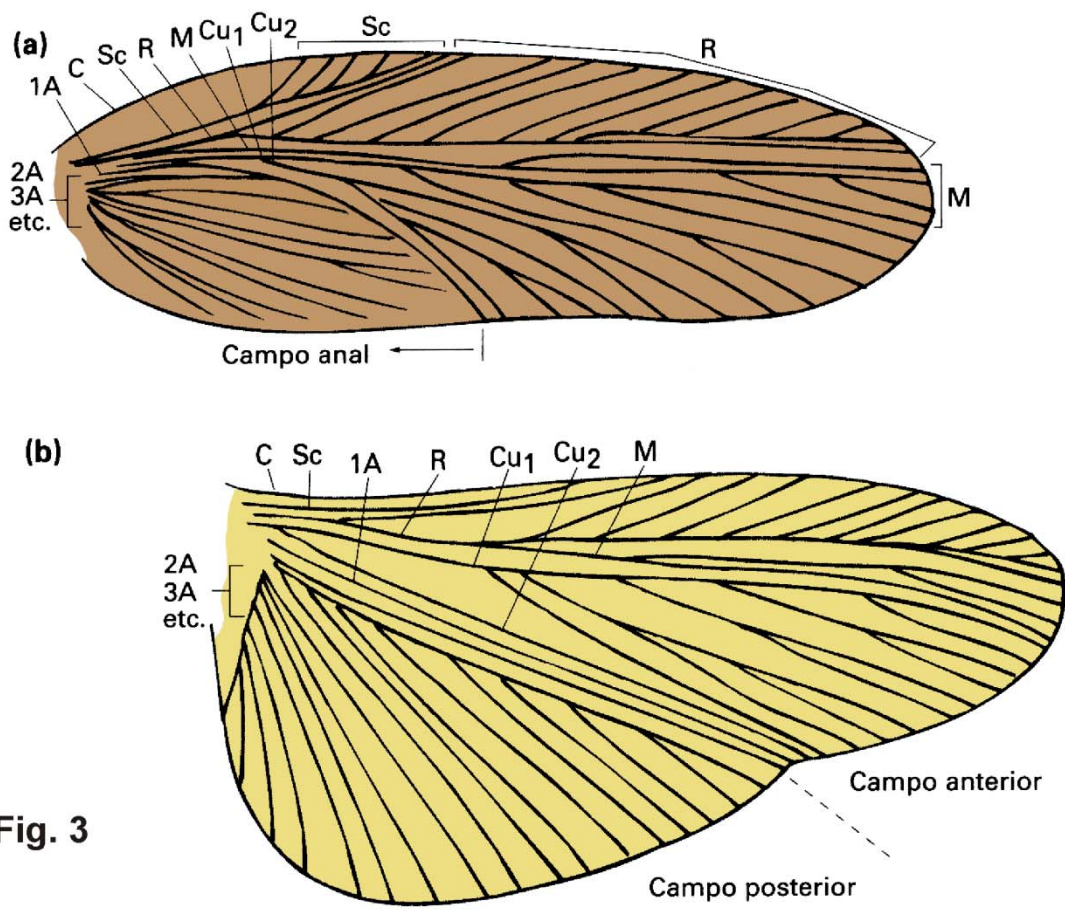 (a)
1A C Sc R M Cu1 Cu2 Sc R
2A
3A
etc.
M
Campo anal
(b)
C Sc 1A R Cu1 Cu2 M
2A
3A
etc.
Campo anterior
Fig. 3
Campo posterior